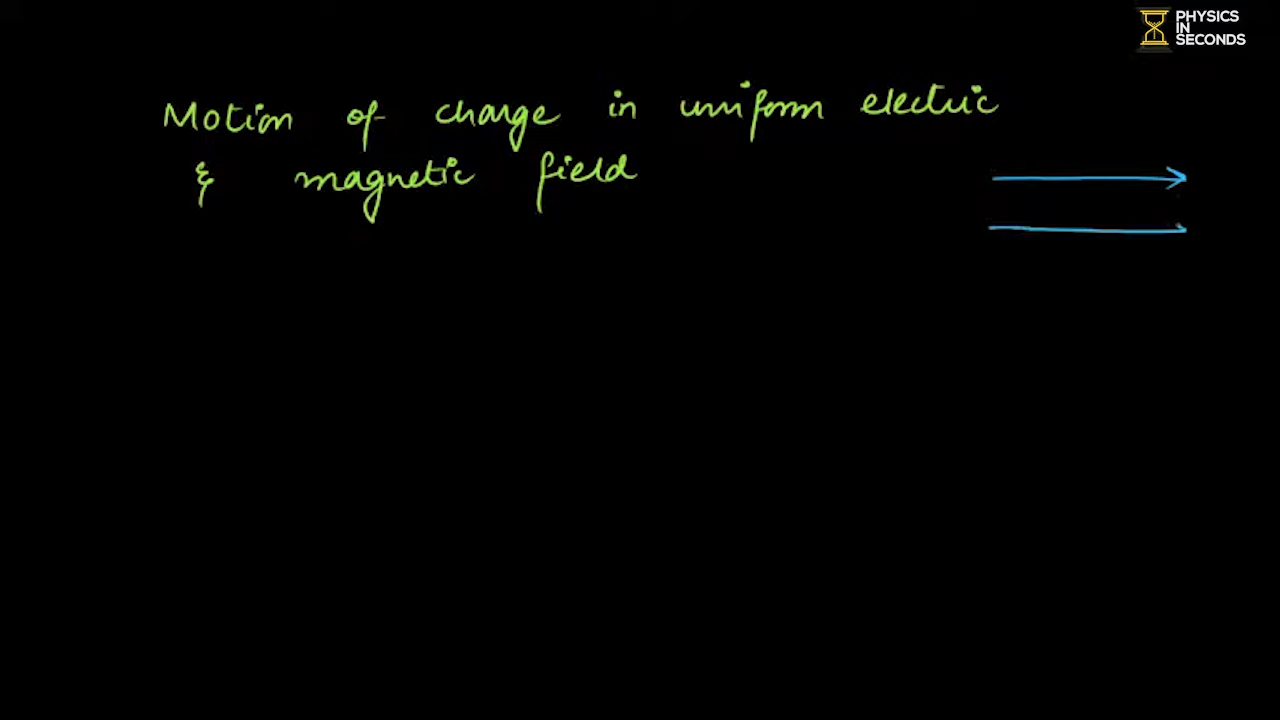 PHYSICS
IN
SECONDS
Motion of charge in uniform electric
& magnetic field